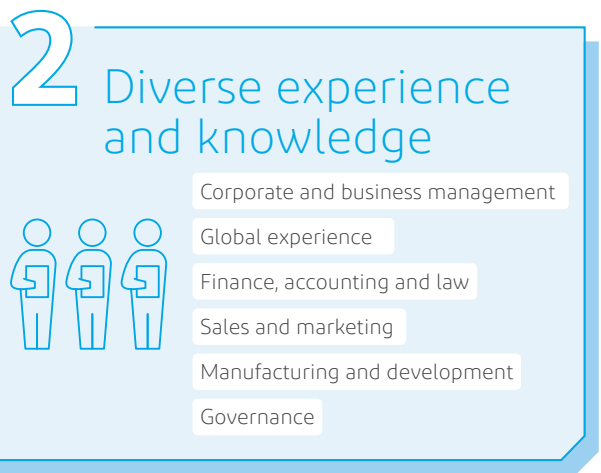 2
Diverse experience
and knowledge
Corporate and business management
Global experience
Finance, accounting and law
Sales and marketing
Manufacturing and development
Governance